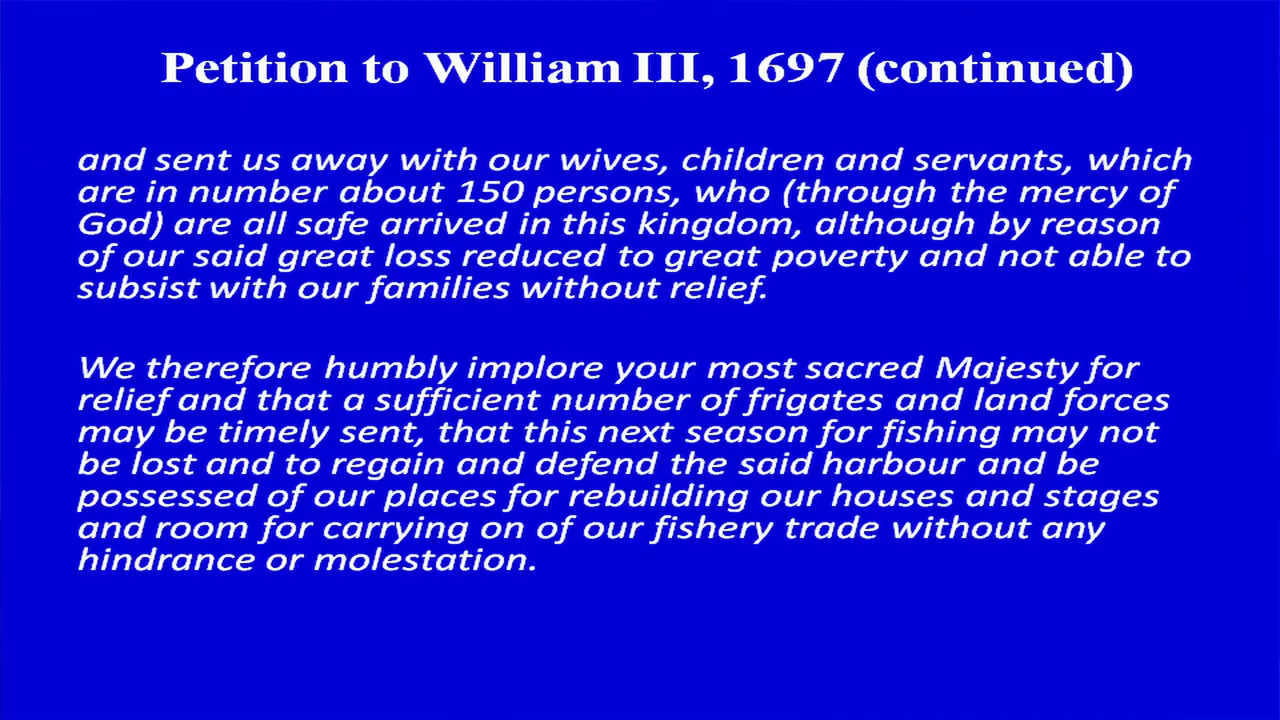 Petition to William III, 1697 (continued)
and sent us away with our wives, children and servants, which
are in number about 150 persons, who (through the mercy of
God) are all safe arrived in this kingdom, although by reason
of our said great loss reduced to great poverty and not able to
subsist with our families without relief.
We therefore humbly implore your most sacred Majesty for
relief and that a sufficient number of frigates and land forces
may be timely sent, that this next season for fishing may not
be lost and to regain and defend the said harbour and be
possessed of our places for rebuilding our houses and stages
and room for carrying on of our fishery trade without any
hindrance or molestation.